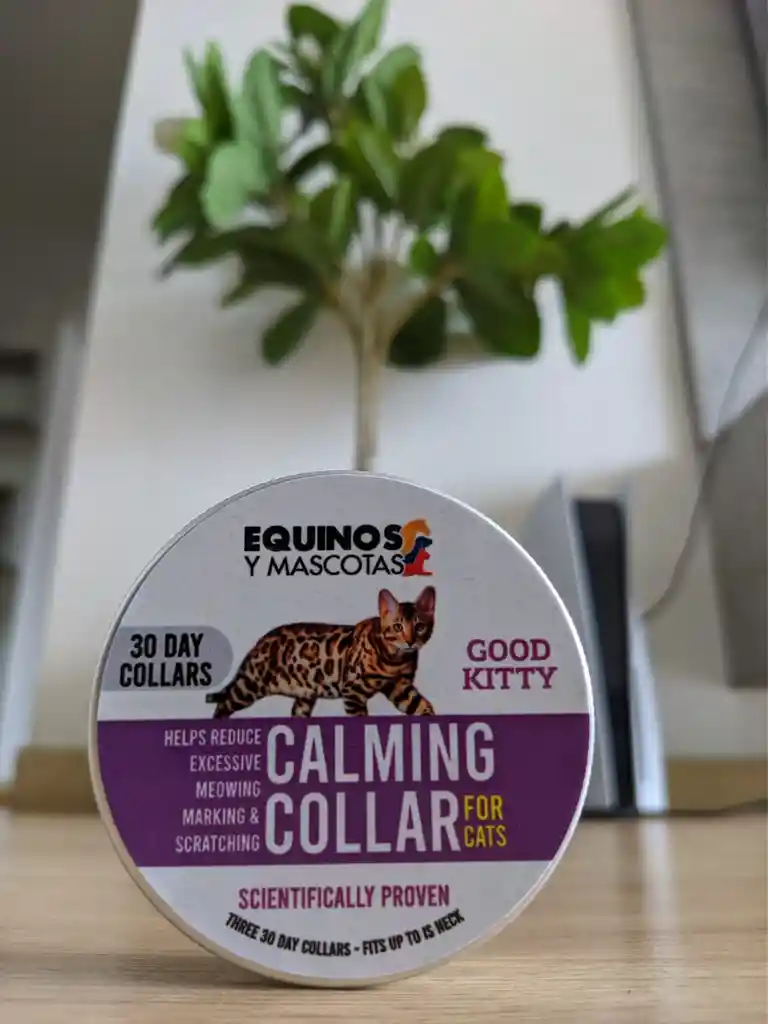 EQUINOS
Y MASCOTAS
30 DAY
COLLARS
GOOD
KITTY
HELPS REDUCE
EXCESSIVE
MEOWING
MARKING &
SCRATCHING
CALMING
COLLAR
FOR
CATS
SCIENTIFICALLY PROVEN
THREE 30 DAY COLLARS - FITS UP TO IS NECK